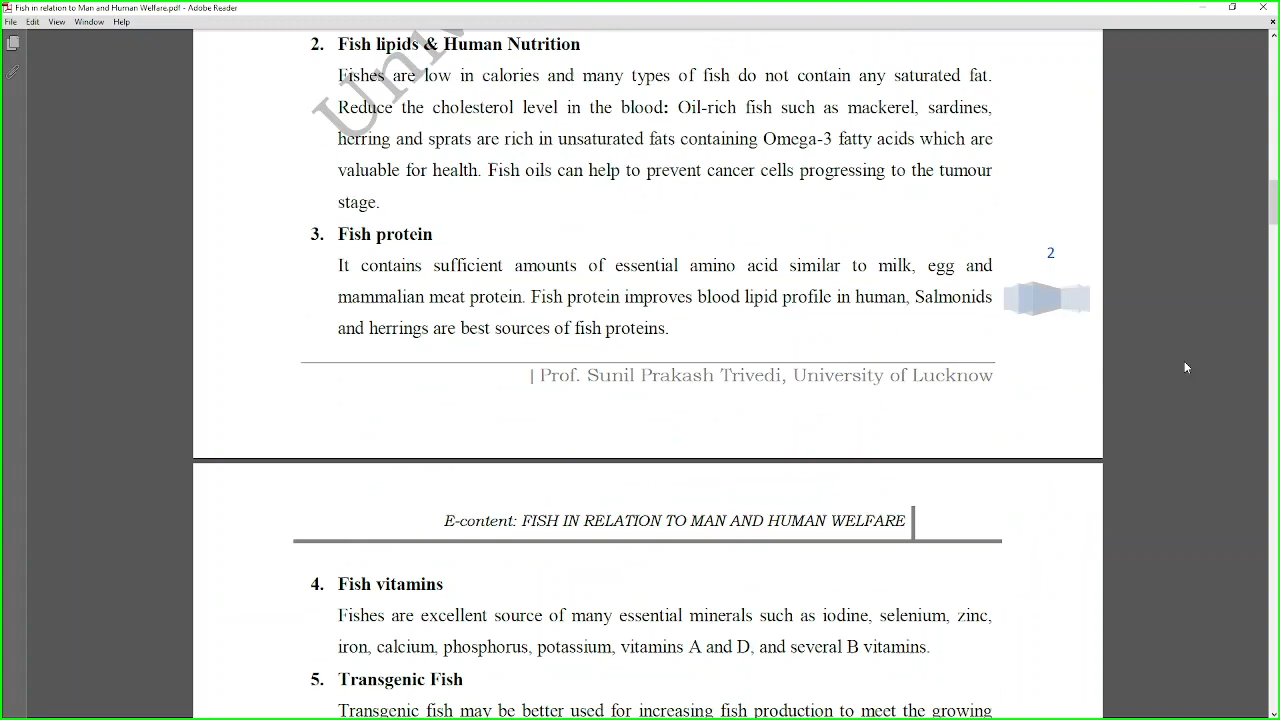 Fish in relation to Man and Human Welfare.pdf - Adobe Reader
File Edit View Window Help
2. Fish lipids & Human Nutrition
Fishes are low in calories and many types of fish do not contain any saturated fat.
Reduce the cholesterol level in the blood: Oil-rich fish such as mackerel, sardines,
herring and sprats are rich in unsaturated fats containing Omega-3 fatty acids which are
valuable for health. Fish oils can help to prevent cancer cells progressing to the tumour
stage.
3. Fish protein
It contains sufficient amounts of essential amino acid similar to milk, egg and
mammalian meat protein. Fish protein improves blood lipid profile in human, Salmonids
and herrings are best sources of fish proteins.
2
| Prof. Sunil Prakash Trivedi, University of Lucknow
E-content: FISH IN RELATION TO MAN AND HUMAN WELFARE
4. Fish vitamins
Fishes are excellent source of many essential minerals such as iodine, selenium, zinc,
iron, calcium, phosphorus, potassium, vitamins A and D, and several B vitamins.
5. Transgenic Fish
Transgenic fish may be better used for increasing fish production to meet the growing